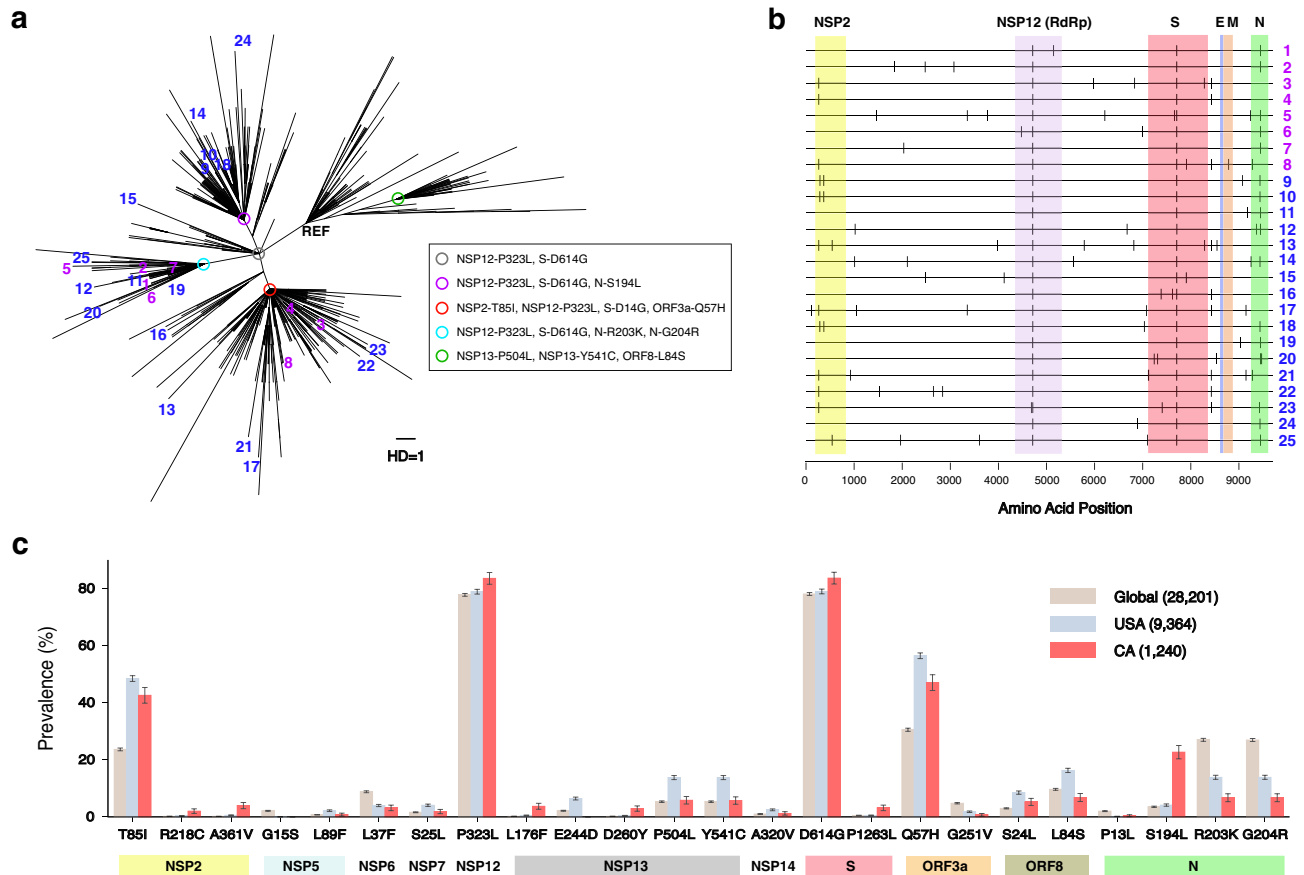 a
24
14
10
18
9
15
REF
25
5
2
7
11
1
12
19
6
20
16
4
3
23
22
8
13
21
17
HD=1
NSP12-P323L, S-D614G
NSP12-P323L, S-D614G, N-S194L
NSP2-T85I, NSP12-P323L, S-D14G, ORF3a-Q57H
NSP12-P323L, S-D614G, N-R203K, N-G204R
NSP13-P504L, NSP13-Y541C, ORF8-L84S
b
NSP2 NSP12 (RdRp) S E M N
1
2
3
4
5
6
7
8
9
10
11
12
13
14
15
16
17
18
19
20
21
22
23
24
25
0 1000 2000 3000 4000 5000 6000 7000 8000 9000
Amino Acid Position
c
Prevalence (%)
80
60
40
20
0
Global (28,201)
USA (9,364)
CA (1,240)
T85I R218C A361V G15S L89F L37F S25L P323L L176F E244D D260Y P504L Y541C A320V D614G P1263L Q57H G251V S24L L84S P13L S194L R203K G204R
NSP2 NSP5 NSP6 NSP7 NSP12 NSP13 NSP14 S ORF3a ORF8 N